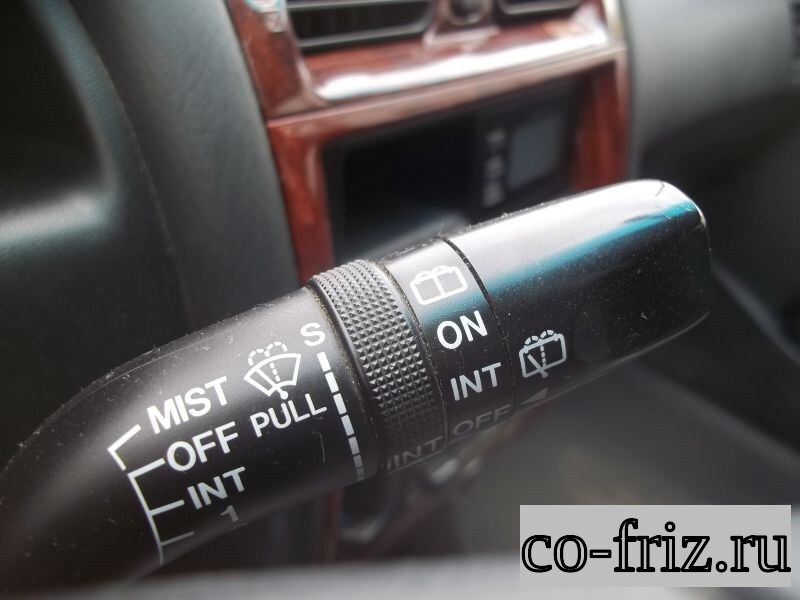 S
MIST
OFF PULL
INT
1
INT
ON
INT
OFF
co-friz.ru